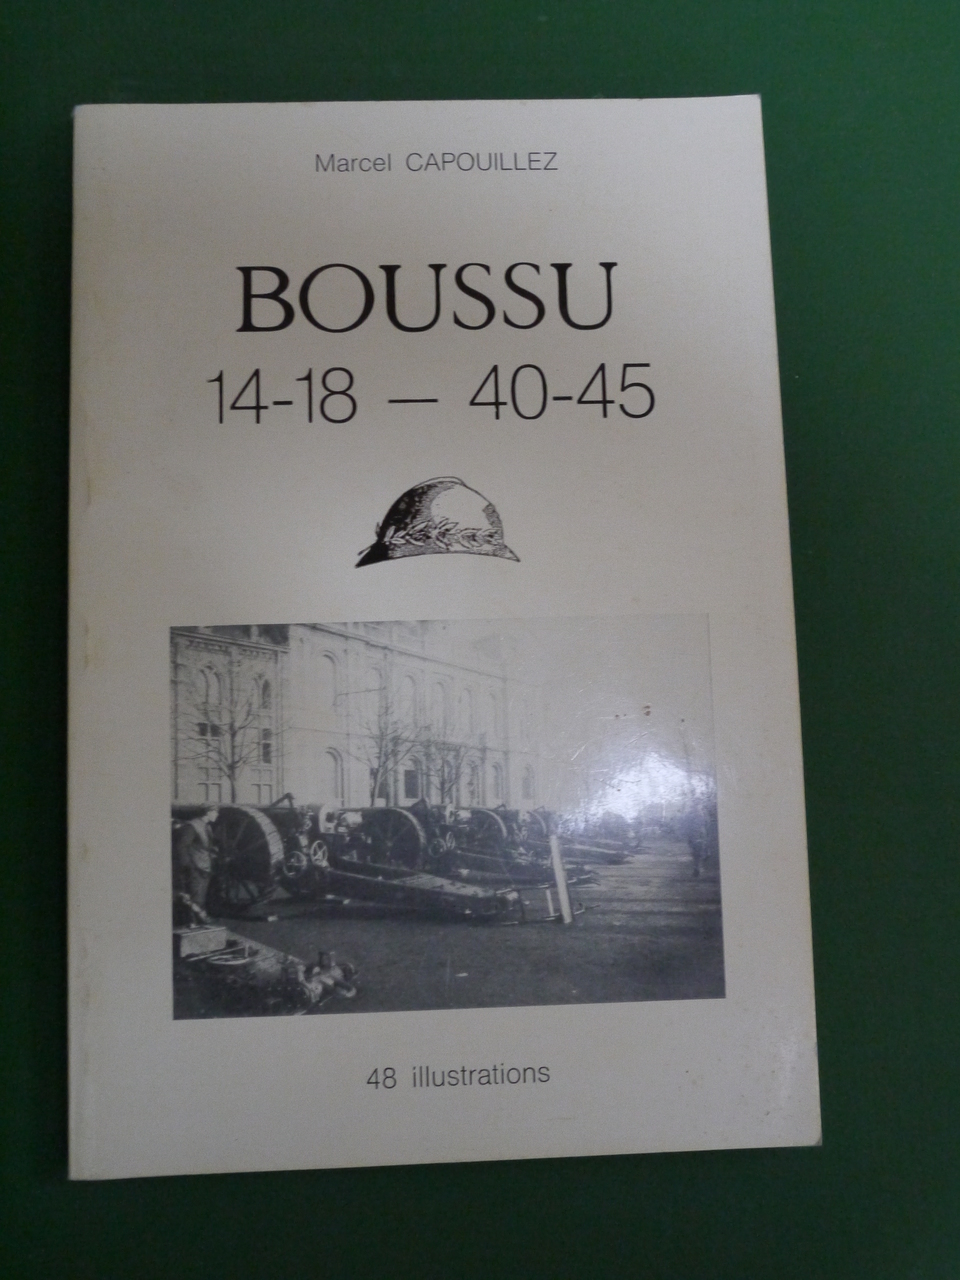 Marcel CAPOUILLEZ
BOUSSU
14-18 — 40-45
48 illustrations